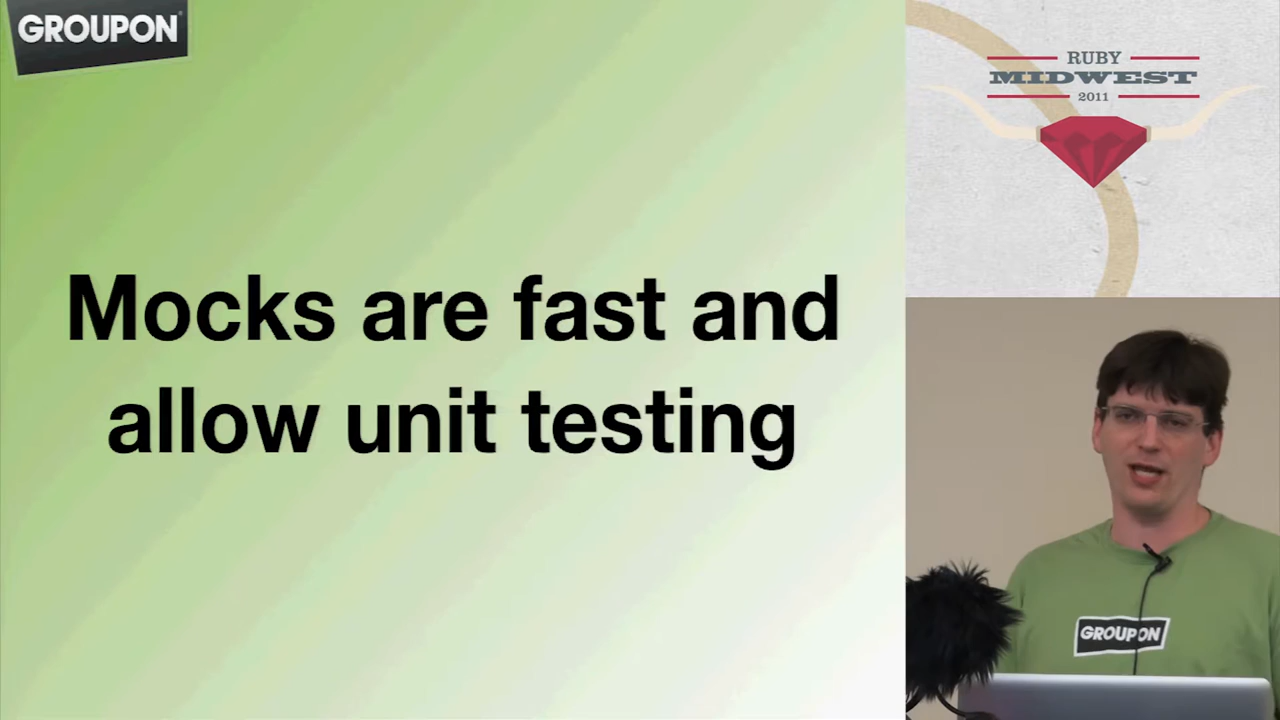 GROUPON
Mocks are fast and
allow unit testing
RUBY
MIDWEST
2011
GROUPON